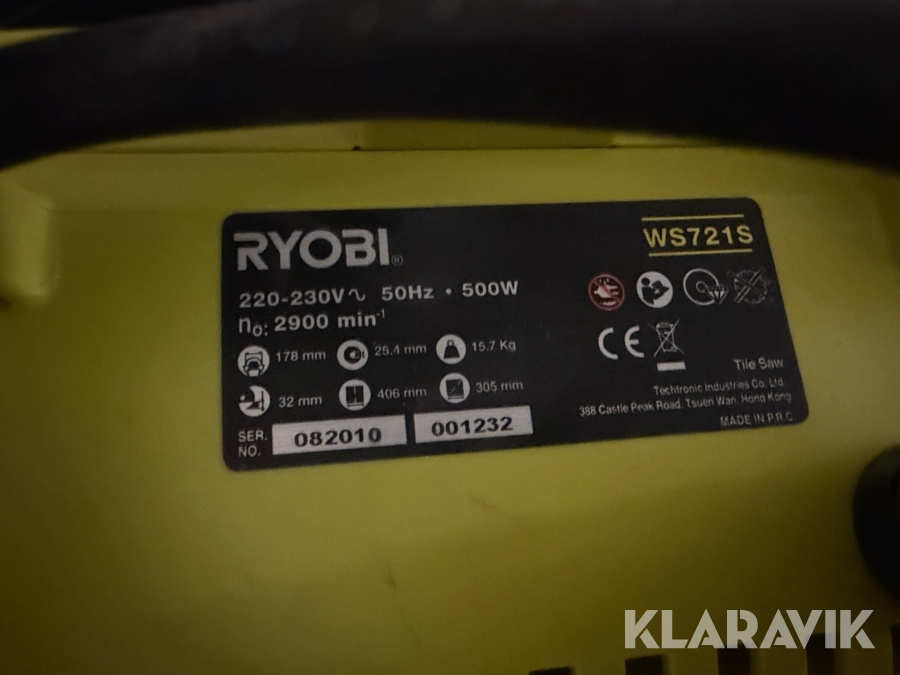 RYOBI®
WS721S
220-230V~ 50Hz • 500W
n₀: 2900 min⁻¹
178 mm 25.4 mm 15.7 Kg
32 mm 406 mm 305 mm
SER. NO. 082010 001232
CE
Tile Saw
Techtronic Industries Co. Ltd.
388 Castle Peak Road. Tsuen Wan. Hong Kong
MADE IN P.R.C.
KLARAVIK